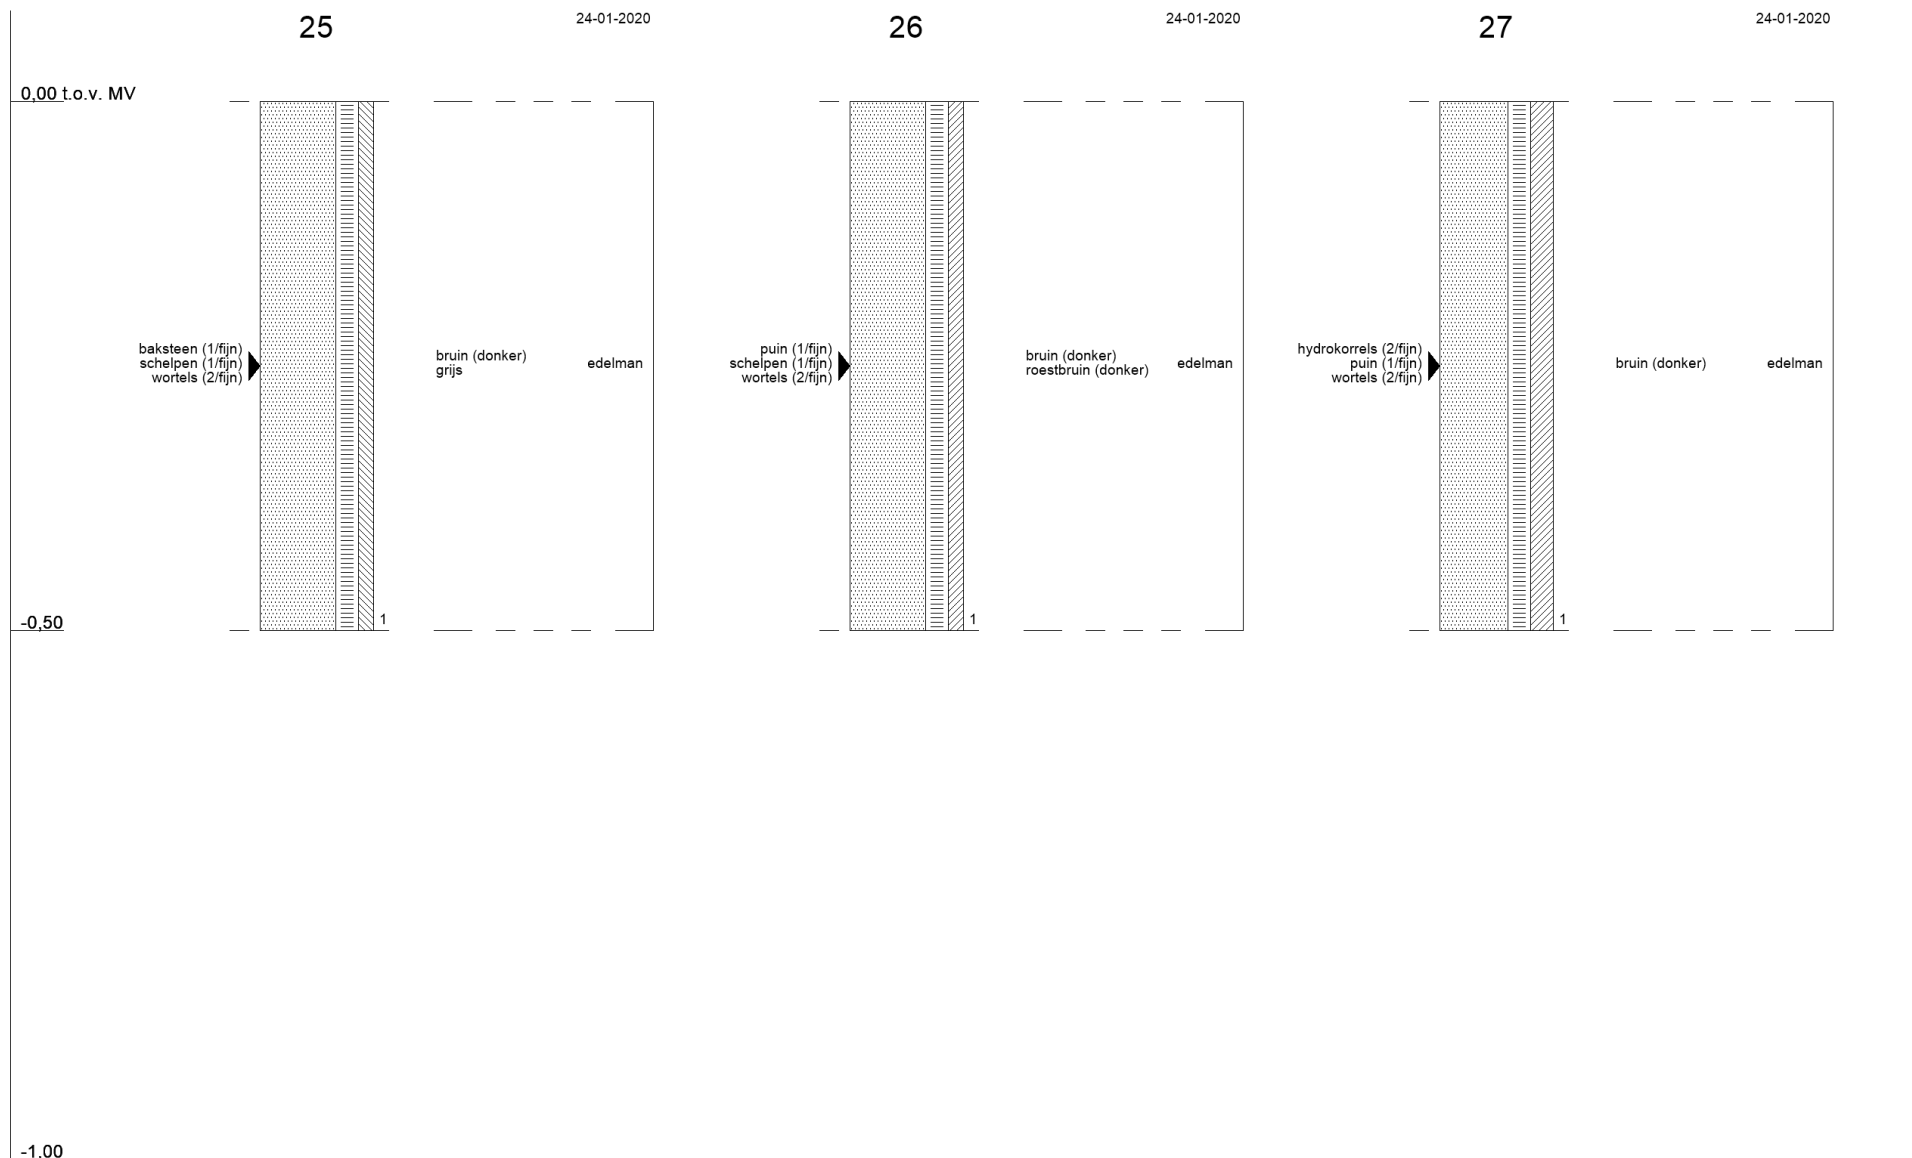 25
24-01-2020
26
24-01-2020
27
24-01-2020
0,00 t.o.v. MV
baksteen (1/fijn)
schelpen (1/fijn)
wortels (2/fijn)
bruin (donker)
grijs
edelman
1
puin (1/fijn)
schelpen (1/fijn)
wortels (2/fijn)
bruin (donker)
roestbruin (donker)
edelman
1
hydrokorrels (2/fijn)
puin (1/fijn)
wortels (2/fijn)
bruin (donker)
edelman
1
-0,50
-1,00